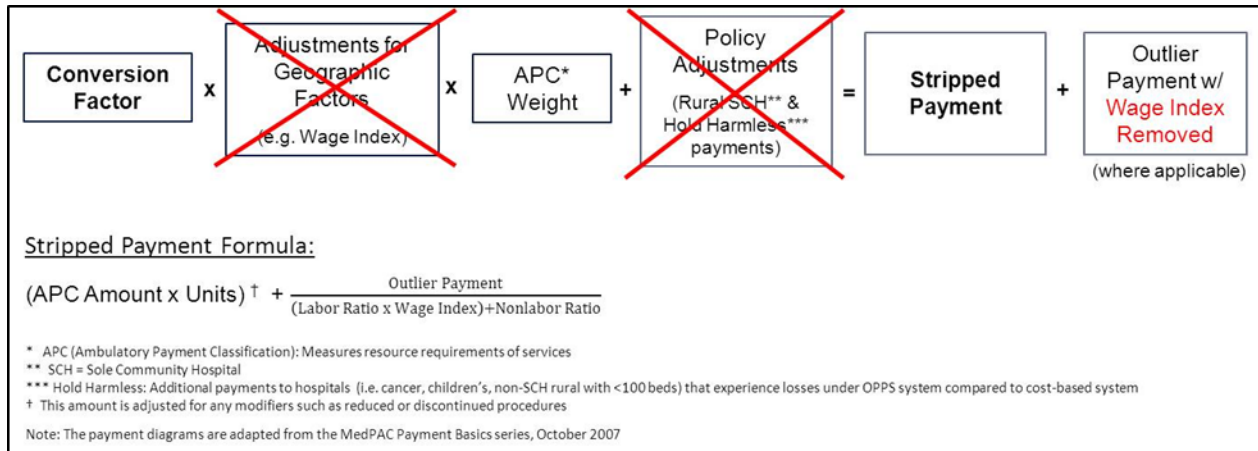 Conversion Factor
x
Adjustments for Geographic Factors
(e.g. Wage Index)
x
APC* Weight
+
Policy Adjustments
(Rural SCH** & Hold Harmless*** payments)
=
Stripped Payment
+
Outlier Payment w/ Wage Index Removed
(where applicable)
Stripped Payment Formula:
(APC Amount x Units) † + Outlier Payment
(Labor Ratio x Wage Index)+Nonlabor Ratio
* APC (Ambulatory Payment Classification): Measures resource requirements of services
** SCH = Sole Community Hospital
*** Hold Harmless: Additional payments to hospitals (i.e. cancer, children's, non-SCH rural with <100 beds) that experience losses under OPPS system compared to cost-based system
† This amount is adjusted for any modifiers such as reduced or discontinued procedures
Note: The payment diagrams are adapted from the MedPAC Payment Basics series, October 2007